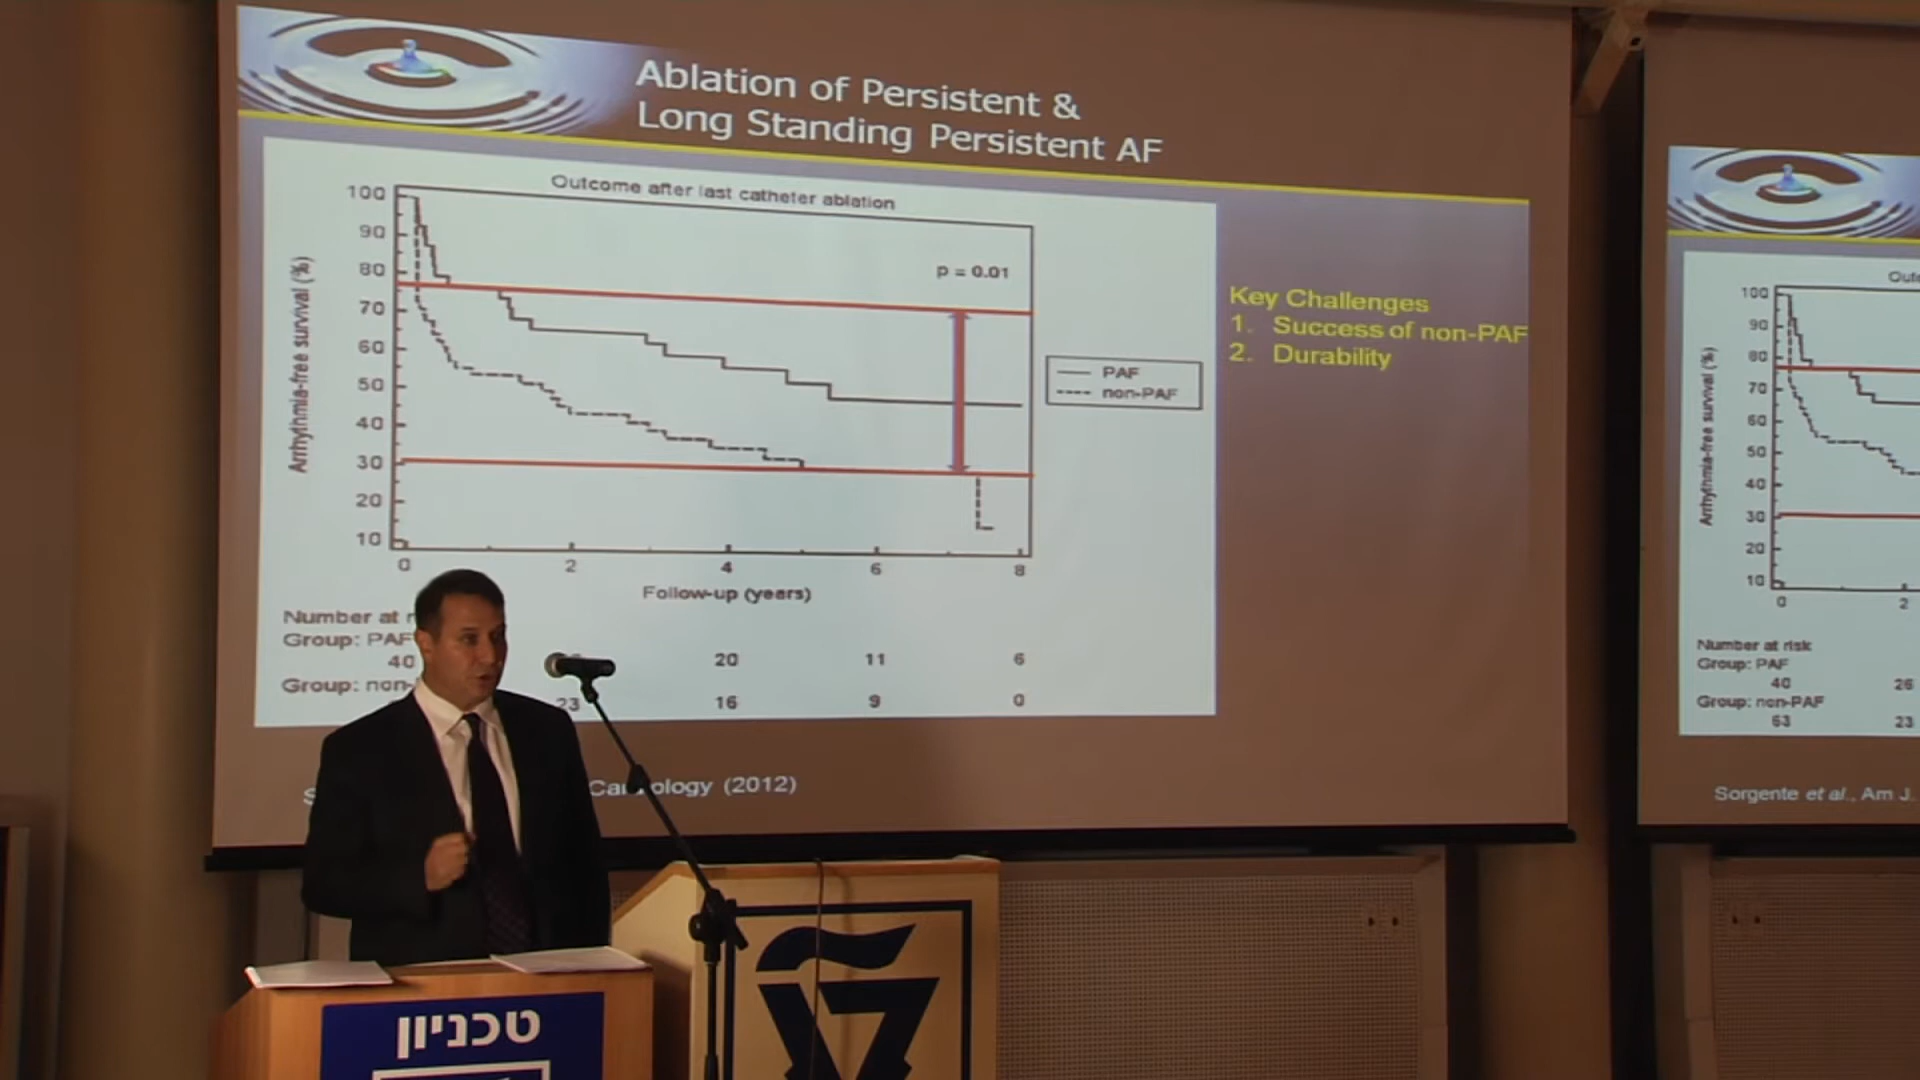 Ablation of Persistent &
Long Standing Persistent AF
Outcome after last catheter ablation
Arrhythmia-free survival (%)
100
90
80
70
60
50
40
30
20
10
p = 0.01
PAF
non-PAF
0 2 4 6 8
Follow-up (years)
Number at
Group: PAF
40 20 11 6
Group: non-
23 16 9 0
Key Challenges
1. Success of non-PAF
2. Durability
(2012)
טכניון
100
90
80
70
60
50
40
30
20
10
Arrhythmia-free survival (%)
0 2
Number at risk
Group: PAF
40 26
Group: non-PAF
63 23
Sorgente et al., Am J.